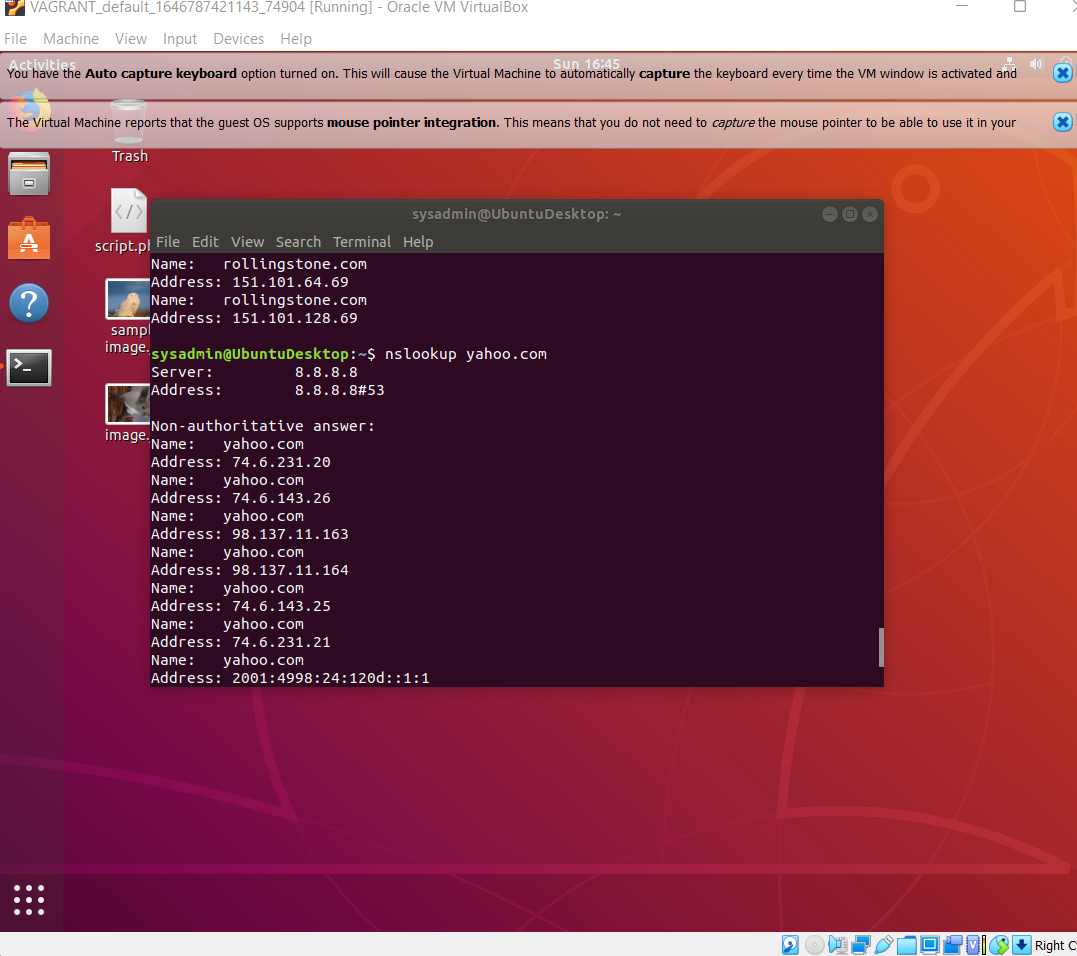 VAGRANT_default_1646787421143_74904 [Running] - Oracle VM VirtualBox
File Machine View Input Devices Help
Activities
Sun 16:45
You have the Auto capture keyboard option turned on. This will cause the Virtual Machine to automatically capture the keyboard every time the VM window is activated and
The Virtual Machine reports that the guest OS supports mouse pointer integration. This means that you do not need to capture the mouse pointer to be able to use it in your
Trash
script.ph
samp
image.
image.
sysadmin@UbuntuDesktop: ~
File Edit View Search Terminal Help
Name: rollingstone.com
Address: 151.101.64.69
Name: rollingstone.com
Address: 151.101.128.69
sysadmin@UbuntuDesktop:~$ nslookup yahoo.com
Server: 8.8.8.8
Address: 8.8.8.8#53
Non-authoritative answer:
Name: yahoo.com
Address: 74.6.231.20
Name: yahoo.com
Address: 74.6.143.26
Name: yahoo.com
Address: 98.137.11.163
Name: yahoo.com
Address: 98.137.11.164
Name: yahoo.com
Address: 74.6.143.25
Name: yahoo.com
Address: 74.6.231.21
Name: yahoo.com
Address: 2001:4998:24:120d::1:1
Right C